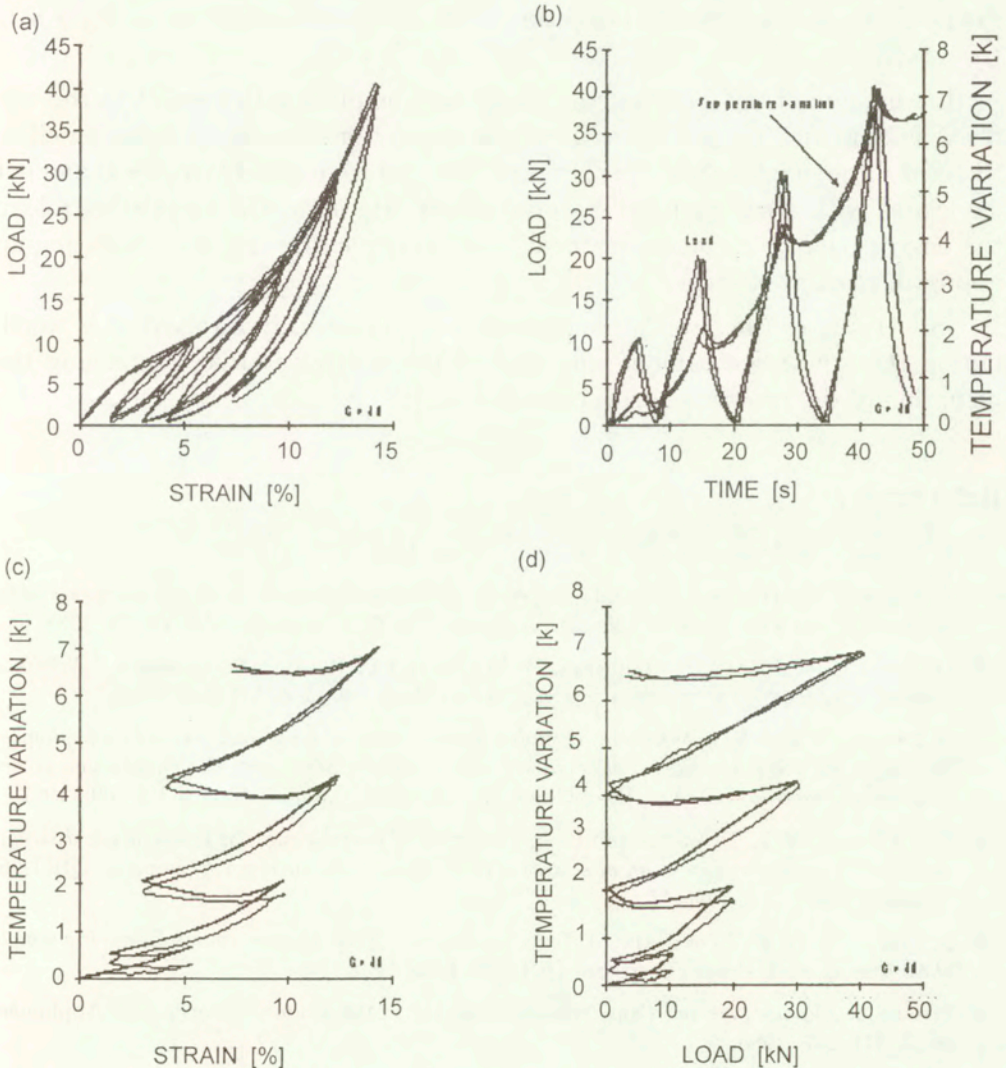 (a)
LOAD [kN]
45
40
35
30
25
20
15
10
5
0
0 5 10 15
STRAIN [%]
(b)
LOAD [kN]
45
40
35
30
25
20
15
10
5
0
Load
8
7
6
5
4
3
2
1
0
TEMPERATURE VARIATION [k]
0 10 20 30 40 50
TIME [s]
(c)
TEMPERATURE VARIATION [k]
8
7
6
5
4
3
2
1
0
0 5 10 15
STRAIN [%]
(d)
TEMPERATURE VARIATION [k]
8
7
6
5
4
3
2
1
0
0 10 20 30 40 50
LOAD [kN]